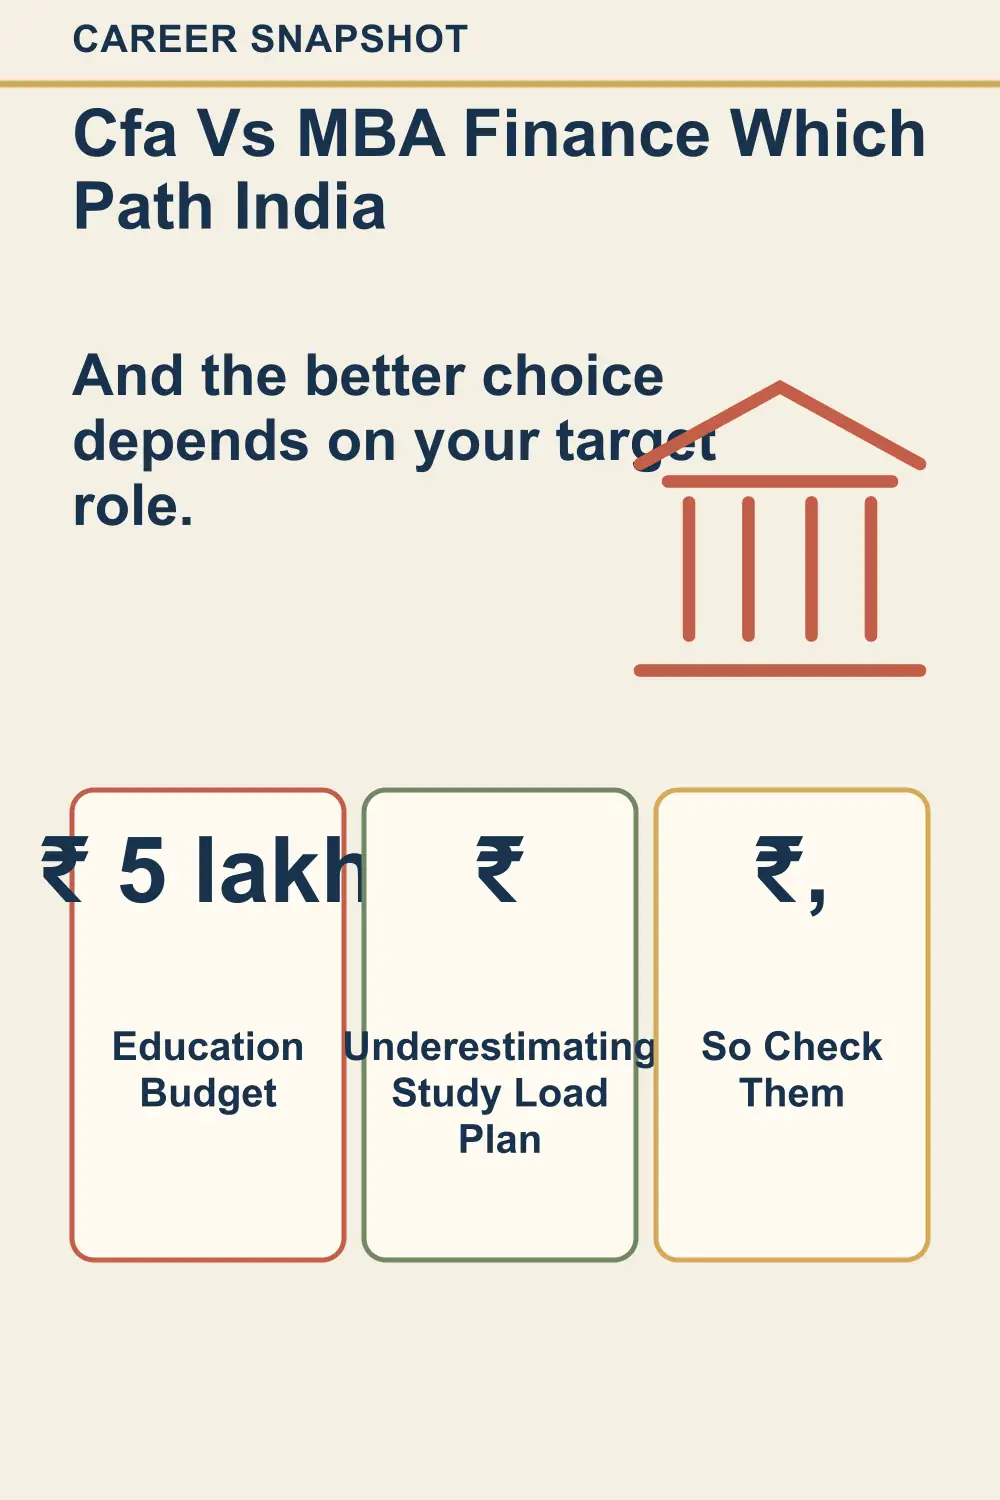 CAREER SNAPSHOT
Cfa Vs MBA Finance Which
Path India
And the better choice
depends on your target
role.
₹ 5 lakh
₹
₹,
Education
Budget
Underestimating
Study Load
Plan
So Check
Them